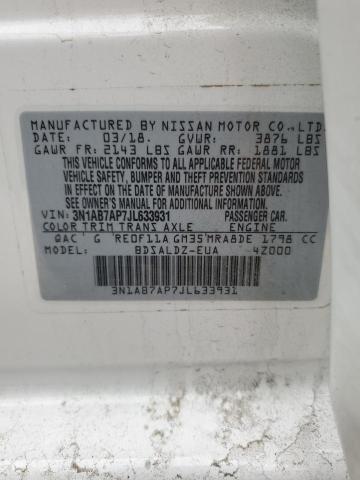 MANUFACTURED BY NISSAN MOTOR CO.,LTD.
DATE: 03/18. GVWR: 3876 LBS
GAWR FR: 2143 LBS GAWR RR: 1881 LBS
THIS VEHICLE CONFORMS TO ALL APPLICABLE FEDERAL MOTOR
VEHICLE SAFETY, BUMPER, AND THEFT PREVENTION STANDARDS
IN EFFECT ON THE DATE OF MANUFACTURE SHOWN ABOVE.
SEE OWNER'S MANUAL FOR ADDITIONAL INFORMATION
VIN: 3N1AB7AP7JL633931 PASSENGER CAR.
COLOR TRIM TRANS AXLE ENGINE
QAC G RE0F11A GM35 MRA8DE 1798 CC
MODEL BDSALDZ-EUA 4Z000
3N1AB7AP7JL633931